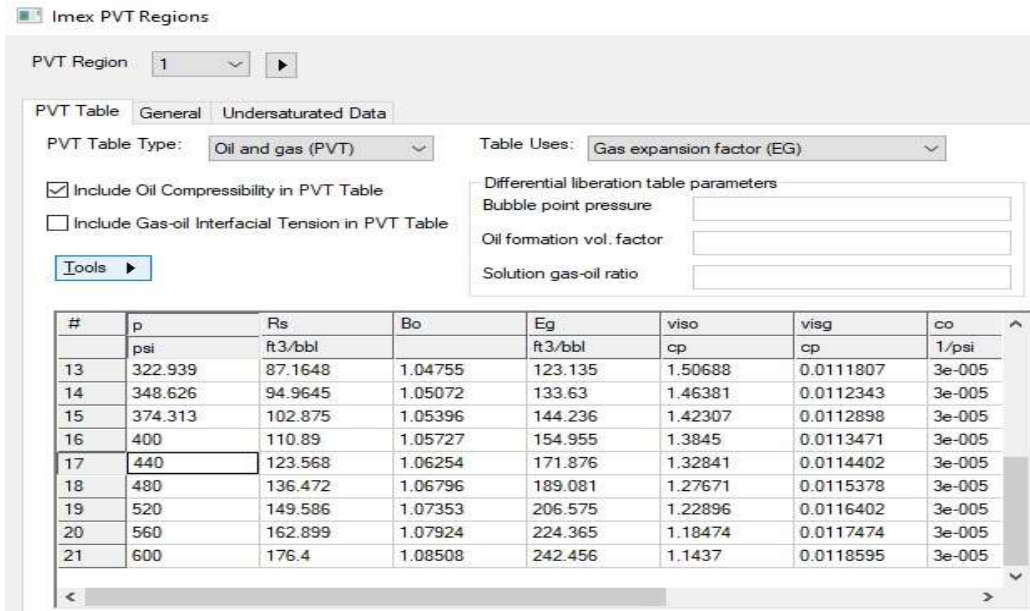 Imex PVT Regions
PVT Region 1
PVT Table General Undersaturated Data
PVT Table Type: Oil and gas (PVT) Table Uses: Gas expansion factor (EG)
Include Oil Compressibility in PVT Table
Include Gas-oil Interfacial Tension in PVT Table
Tools
Differential liberation table parameters
Bubble point pressure
Oil formation vol. factor
Solution gas-oil ratio
# p Rs Bo Eg viso visg co
psi ft3/bbl ft3/bbl cp cp 1/psi
13 322.939 87.1648 1.04755 123.135 1.50688 0.0111807 3e-005
14 348.626 94.9645 1.05072 133.63 1.46381 0.0112343 3e-005
15 374.313 102.875 1.05396 144.236 1.42307 0.0112898 3e-005
16 400 110.89 1.05727 154.955 1.3845 0.0113471 3e-005
17 440 123.568 1.06254 171.876 1.32841 0.0114402 3e-005
18 480 136.472 1.06796 189.081 1.27671 0.0115378 3e-005
19 520 149.586 1.07353 206.575 1.22896 0.0116402 3e-005
20 560 162.899 1.07924 224.365 1.18474 0.0117474 3e-005
21 600 176.4 1.08508 242.456 1.1437 0.0118595 3e-005